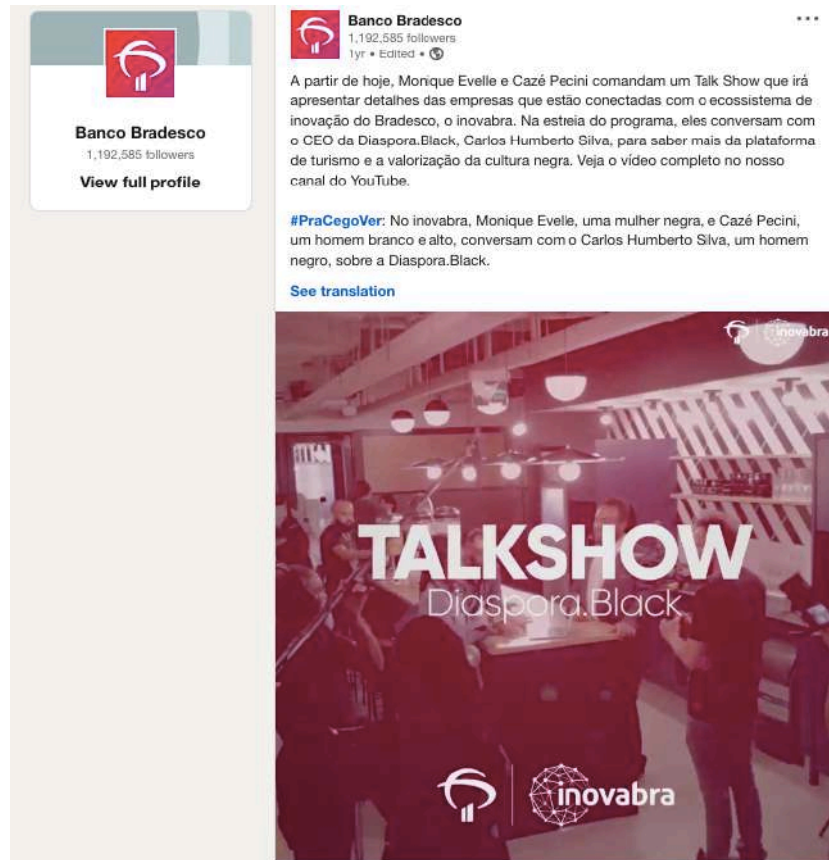 Banco Bradesco
1,192,585 followers
View full profile
Banco Bradesco
1,192,585 followers
1yr • Edited •
A partir de hoje, Monique Evelle e Cazé Pecini comandam um Talk Show que irá
apresentar detalhes das empresas que estão conectadas com o ecossistema de
inovação do Bradesco, o inovabra. Na estreia do programa, eles conversam com
o CEO da Diaspora.Black, Carlos Humberto Silva, para saber mais da plataforma
de turismo e a valorização da cultura negra. Veja o vídeo completo no nosso
canal do YouTube.
#PraCegoVer: No inovabra, Monique Evelle, uma mulher negra, e Cazé Pecini,
um homem branco e alto, conversam com o Carlos Humberto Silva, um homem
negro, sobre a Diaspora.Black.
See translation
inovabra
TALKSHOW
Diaspora.Black
inovabra